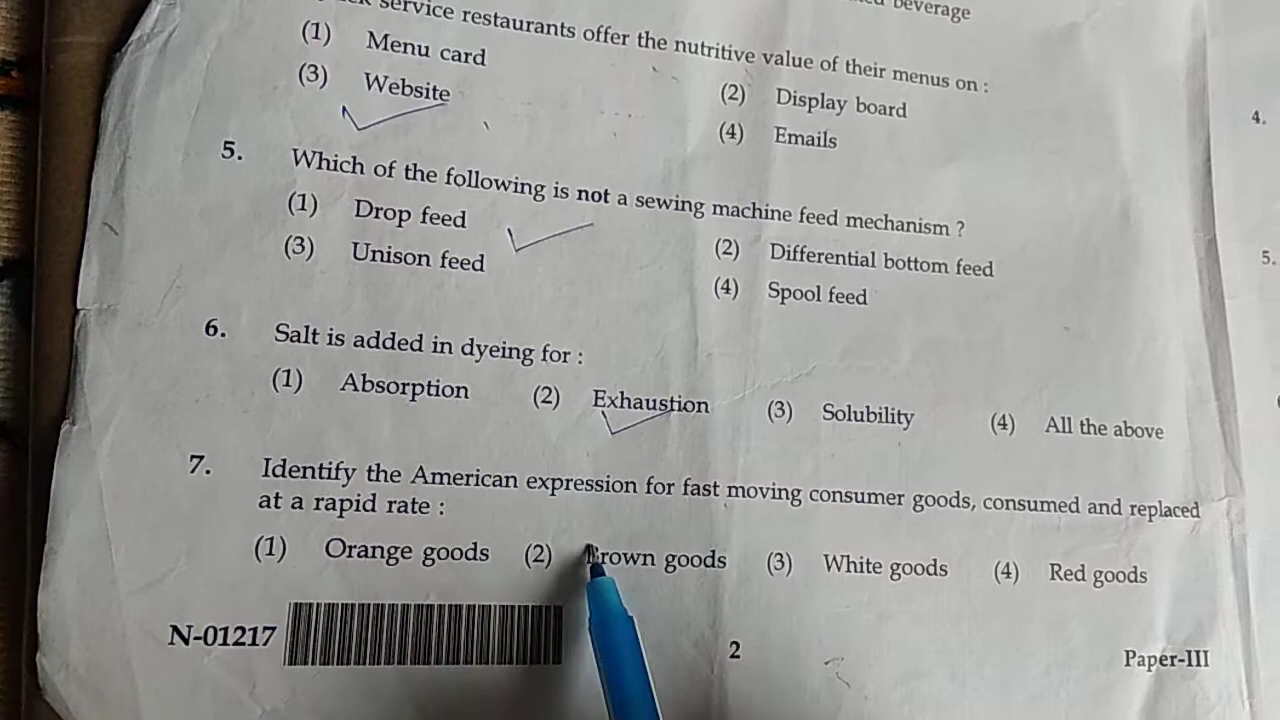 beverage
service restaurants offer the nutritive value of their menus on :
(1) Menu card
(2) Display board
(3) Website
(4) Emails
5. Which of the following is not a sewing machine feed mechanism ?
(1) Drop feed
(2) Differential bottom feed
(3) Unison feed
(4) Spool feed
6. Salt is added in dyeing for :
(1) Absorption (2) Exhaustion (3) Solubility (4) All the above
7. Identify the American expression for fast moving consumer goods, consumed and replaced
at a rapid rate :
(1) Orange goods (2) Brown goods (3) White goods (4) Red goods
N-01217
2
Paper-III
4.
5.